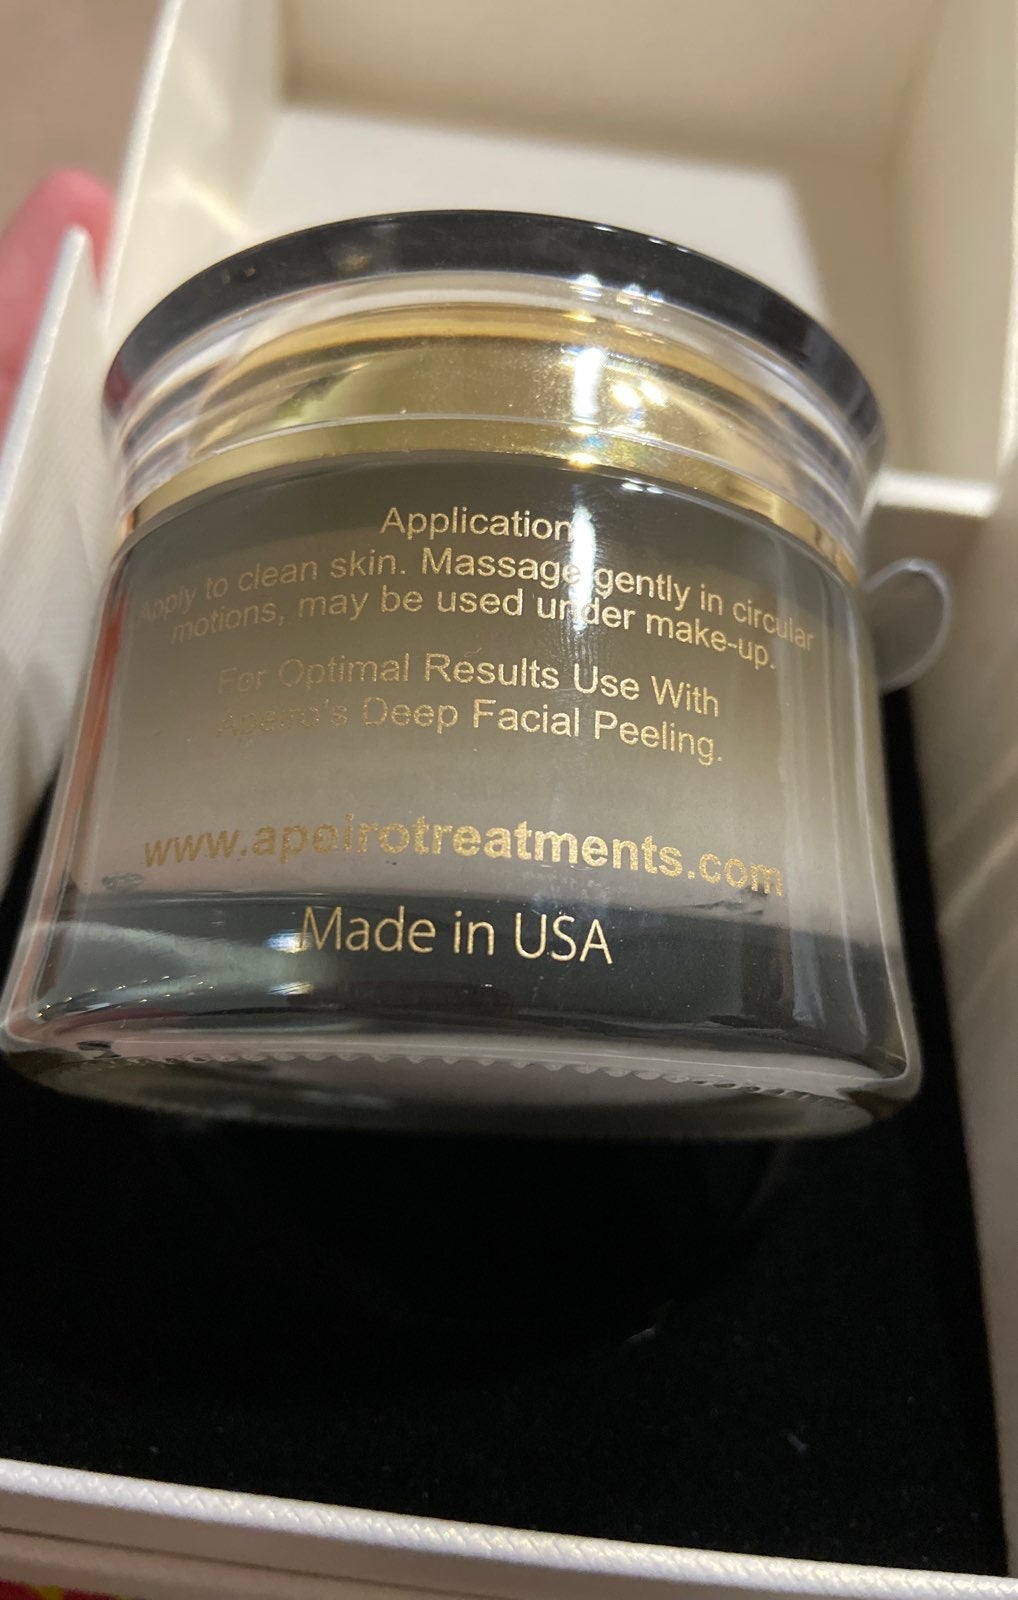 Application
Apply to clean skin. Massage gently in circular
motions, may be used under make-up.
For Optimal Results Use With
Apeiro's Deep Facial Peeling.
www.apeirotreatments.com
Made in USA